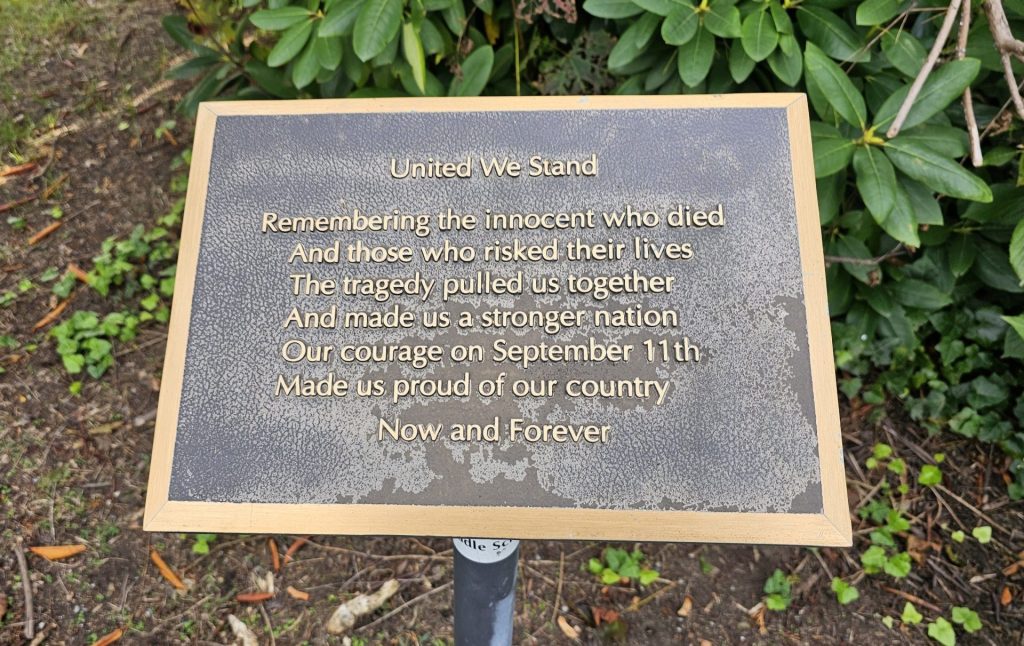 United We Stand
Remembering the innocent who died
And those who risked their lives
The tragedy pulled us together
And made us a stronger nation
Our courage on September 11th
Made us proud of our country
Now and Forever